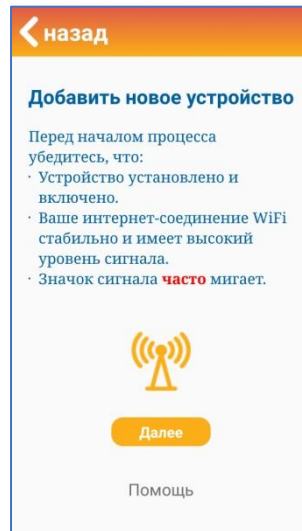 назад
Добавить новое устройство
Перед началом процесса
убедитесь, что:
· Устройство установлено и
включено.
· Ваше интернет-соединение WiFi
стабильно и имеет высокий
уровень сигнала.
· Значок сигнала часто мигает.
Далее
Помощь